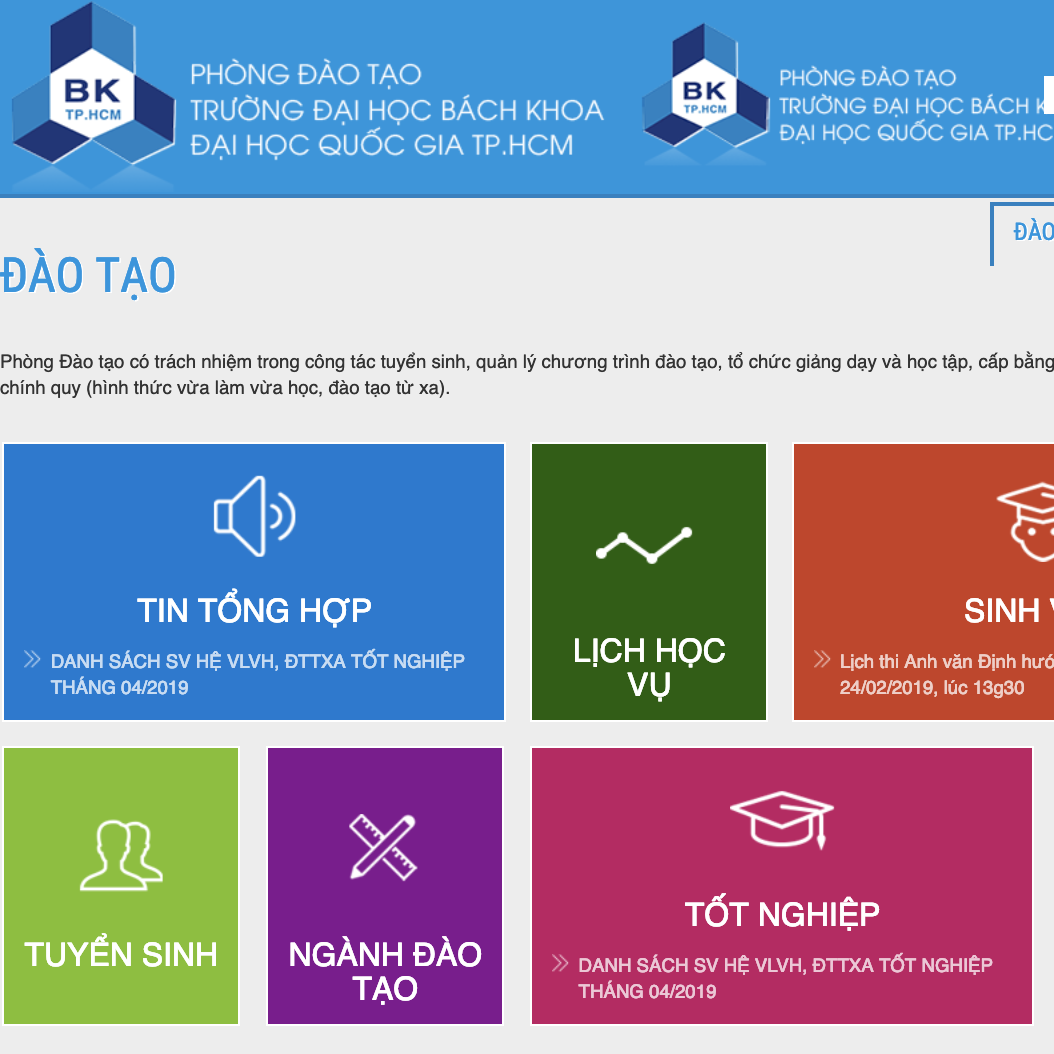 BK
TP.HCM
PHÒNG ĐÀO TẠO
TRƯỜNG ĐẠI HỌC BÁCH KHOA
ĐẠI HỌC QUỐC GIA TP.HCM
BK
TP.HCM
PHÒNG ĐÀO TẠO
TRƯỜNG ĐẠI HỌC BÁCH
ĐẠI HỌC QUỐC GIA TP.HC
ĐÀO
ĐÀO TẠO
Phòng Đào tạo có trách nhiệm trong công tác tuyển sinh, quản lý chương trình đào tạo, tổ chức giảng dạy và học tập, cấp bằng
chính quy (hình thức vừa làm vừa học, đào tạo từ xa).
TIN TỔNG HỢP
DANH SÁCH SV HỆ VLVH, ĐTTXA TỐT NGHIỆP
THÁNG 04/2019
LỊCH HỌC
VỤ
SINH
Lịch thi Anh văn Định hướ
24/02/2019, lúc 13g30
TUYỂN SINH
NGÀNH ĐÀO
TẠO
TỐT NGHIỆP
DANH SÁCH SV HỆ VLVH, ĐTTXA TỐT NGHIỆP
THÁNG 04/2019